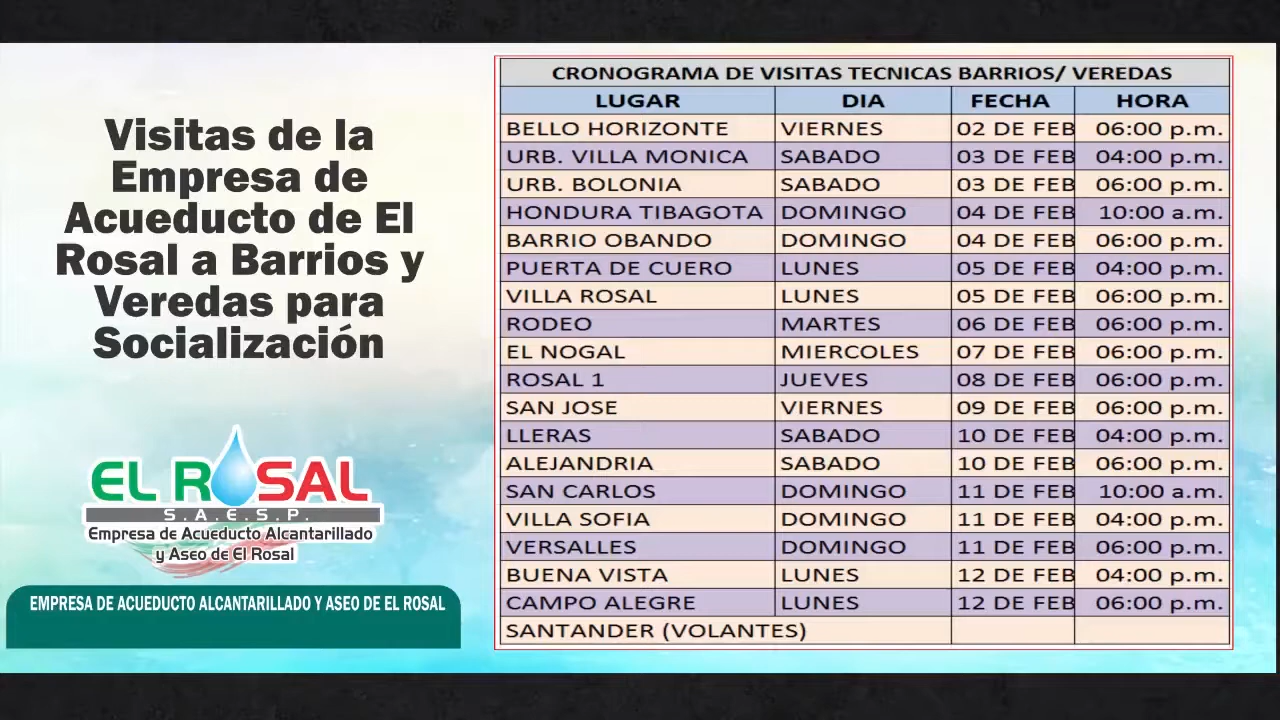 Visitas de la
Empresa de
Acueducto de El
Rosal a Barrios y
Veredas para
Socialización
EL ROSAL
S.A.E.S.P.
Empresa de Acueducto Alcantarillado
y Aseo de El Rosal
EMPRESA DE ACUEDUCTO ALCANTARILLADO Y ASEO DE EL ROSAL
CRONOGRAMA DE VISITAS TECNICAS BARRIOS/ VEREDAS
LUGAR DIA FECHA HORA
BELLO HORIZONTE VIERNES 02 DE FEB 06:00 p.m.
URB. VILLA MONICA SABADO 03 DE FEB 04:00 p.m.
URB. BOLONIA SABADO 03 DE FEB 06:00 p.m.
HONDURA TIBAGOTA DOMINGO 04 DE FEB 10:00 a.m.
BARRIO OBANDO DOMINGO 04 DE FEB 06:00 p.m.
PUERTA DE CUERO LUNES 05 DE FEB 04:00 p.m.
VILLA ROSAL LUNES 05 DE FEB 06:00 p.m.
RODEO MARTES 06 DE FEB 06:00 p.m.
EL NOGAL MIERCOLES 07 DE FEB 06:00 p.m.
ROSAL 1 JUEVES 08 DE FEB 06:00 p.m.
SAN JOSE VIERNES 09 DE FEB 06:00 p.m.
LLERAS SABADO 10 DE FEB 04:00 p.m.
ALEJANDRIA SABADO 10 DE FEB 06:00 p.m.
SAN CARLOS DOMINGO 11 DE FEB 10:00 a.m.
VILLA SOFIA DOMINGO 11 DE FEB 04:00 p.m.
VERSALLES DOMINGO 11 DE FEB 06:00 p.m.
BUENA VISTA LUNES 12 DE FEB 04:00 p.m.
CAMPO ALEGRE LUNES 12 DE FEB 06:00 p.m.
SANTANDER (VOLANTES)